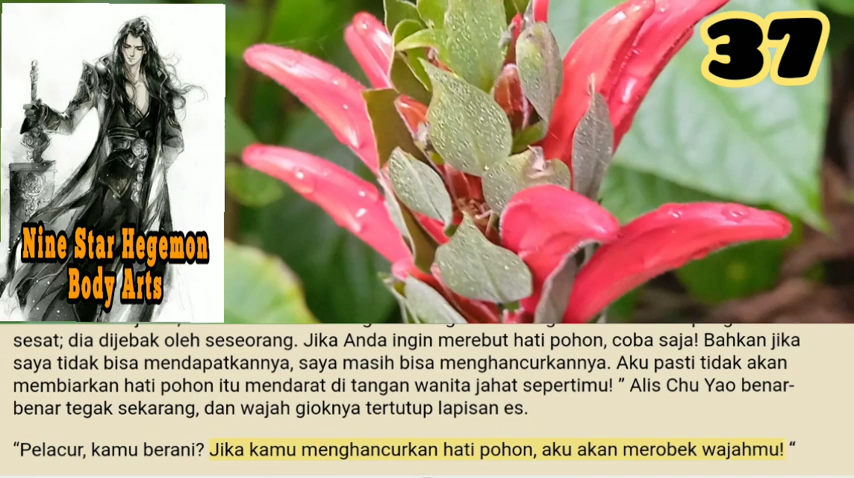 37
Nine Star Hegemon
Body Arts
sesat; dia dijebak oleh seseorang. Jika Anda ingin merebut hati pohon, coba saja! Bahkan jika
saya tidak bisa mendapatkannya, saya masih bisa menghancurkannya. Aku pasti tidak akan
membiarkan hati pohon itu mendarat di tangan wanita jahat sepertimu! ” Alis Chu Yao benar-
benar tegak sekarang, dan wajah gioknya tertutup lapisan es.
“Pelacur, kamu berani? Jika kamu menghancurkan hati pohon, aku akan merobek wajahmu! “